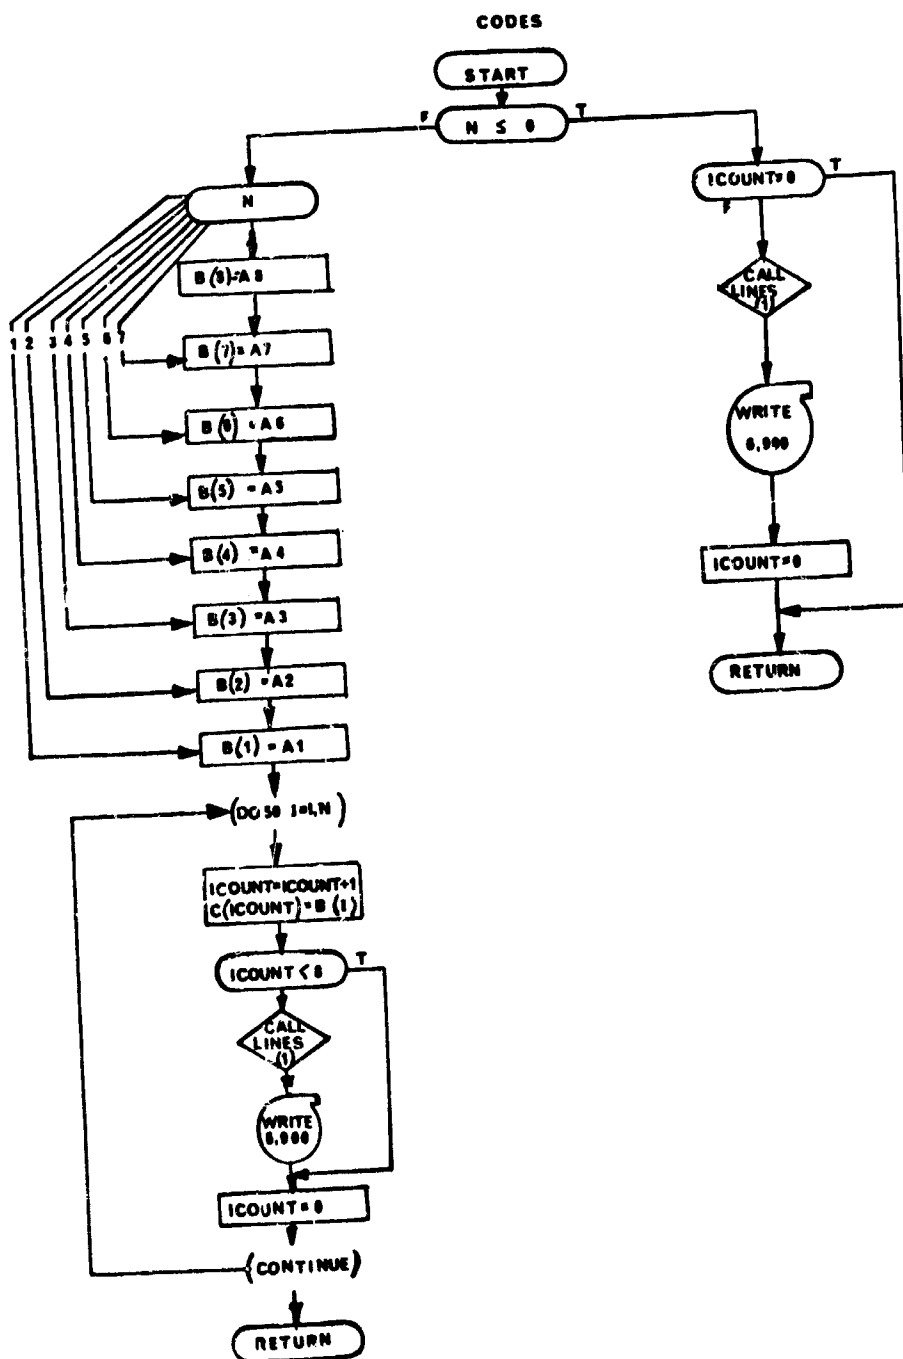 CODES
START
F
N ≤ 0
T
N
ICOUNT=0
T
F
B(8)=A8
CALL
LINES
(1)
1 2 3 4 5 6 7
B(7)=A7
WRITE
6,900
B(6) = A6
B(5) = A5
B(4) = A4
ICOUNT=0
B(3) = A3
B(2) = A2
RETURN
B(1) = A1
(DO 50 I=1,N)
ICOUNT=ICOUNT+1
C(ICOUNT)=B(I)
ICOUNT < 8
T
CALL
LINES
(1)
WRITE
6,900
ICOUNT=0
(CONTINUE)
RETURN